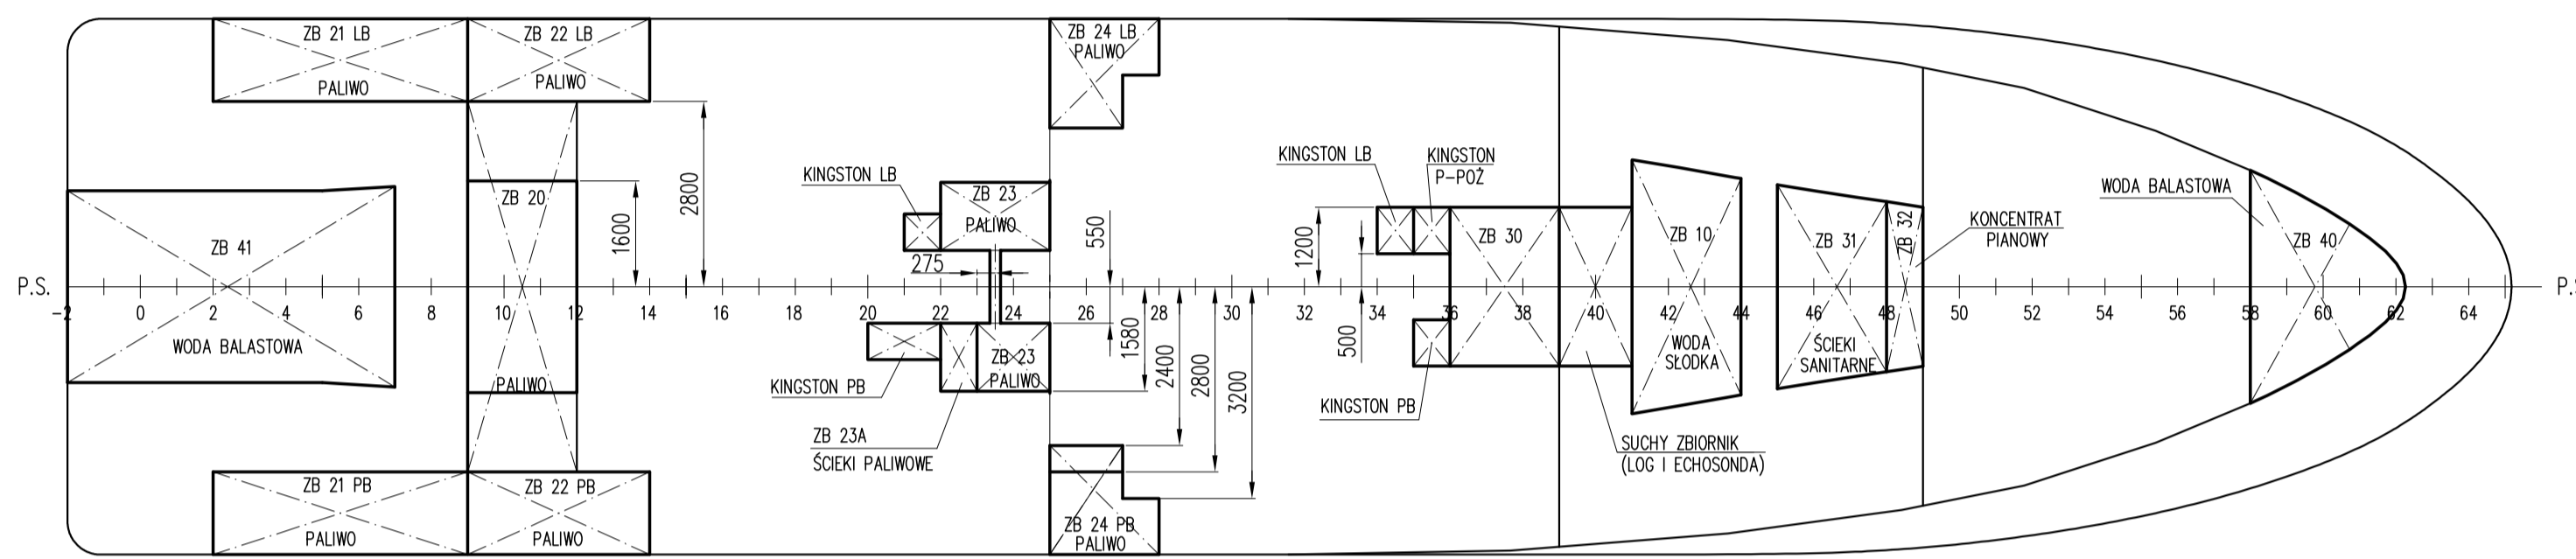 ZB 21 LB
PALIWO
ZB 22 LB
PALIWO
ZB 24 LB
PALIWO
ZB 41
WODA BALASTOWA
ZB 20
PALIWO
1600
2800
KINGSTON LB
ZB 23
PALIWO
275
550
KINGSTON LB
KINGSTON
P-POŻ
1200
ZB 30
ZB 10
WODA
SŁODKA
ZB 31
ŚCIEKI
SANITARNE
ZB 32
KONCENTRAT
PIANOWY
WODA BALASTOWA
ZB 40
P.S.
P.S
-2 0 2 4 6 8 10 12 14 16 18 20 22 24 26 28 30 32 34 36 38 40 42 44 46 48 50 52 54 56 58 60 62 64
KINGSTON PB
ZB 23
PALIWO
ZB 23A
ŚCIEKI PALIWOWE
1580
2400
2800
3200
500
KINGSTON PB
SUCHY ZBIORNIK
(LOG I ECHOSONDA)
ZB 21 PB
PALIWO
ZB 22 PB
PALIWO
ZB 24 PB
PALIWO